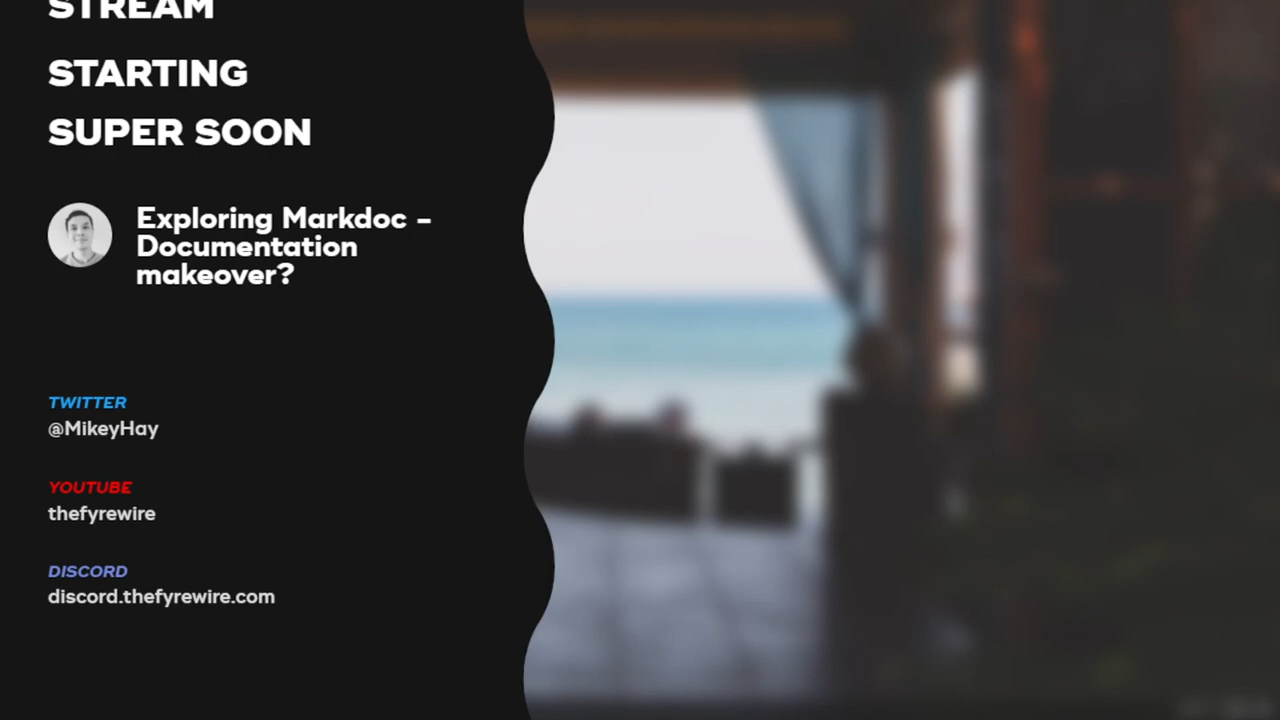 STREAM
STARTING
SUPER SOON
Exploring Markdoc –
Documentation
makeover?
TWITTER
@MikeyHay
YOUTUBE
thefyrewire
DISCORD
discord.thefyrewire.com